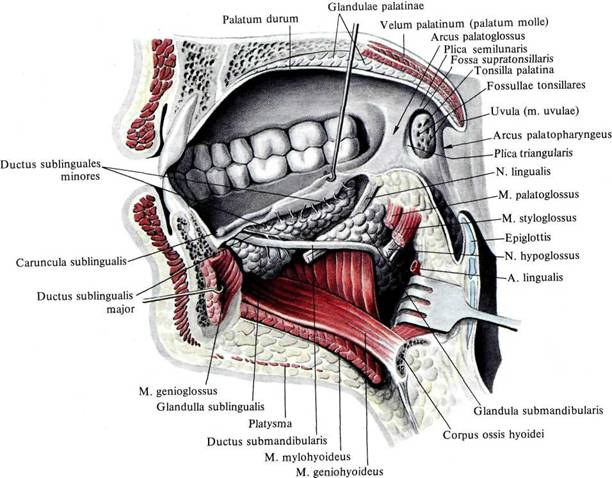 Glandulae palatinae
Palatum durum
Velum palatinum (palatum molle)
Arcus palatoglossus
Plica semilunaris
Fossa supratonsillaris
Tonsilla palatina
Fossullae tonsillares
Uvula (m. uvulae)
Arcus palatopharyngeus
Plica triangularis
N. lingualis
M. palatoglossus
M. styloglossus
Epiglottis
N. hypoglossus
A. lingualis
Ductus sublinguales
minores
Caruncula sublingualis
Ductus sublingualis
major
M. genioglossus
Glandulla sublingualis
Platysma
Ductus submandibularis
M. mylohyoideus
M. geniohyoideus
Glandula submandibularis
Corpus ossis hyoidei